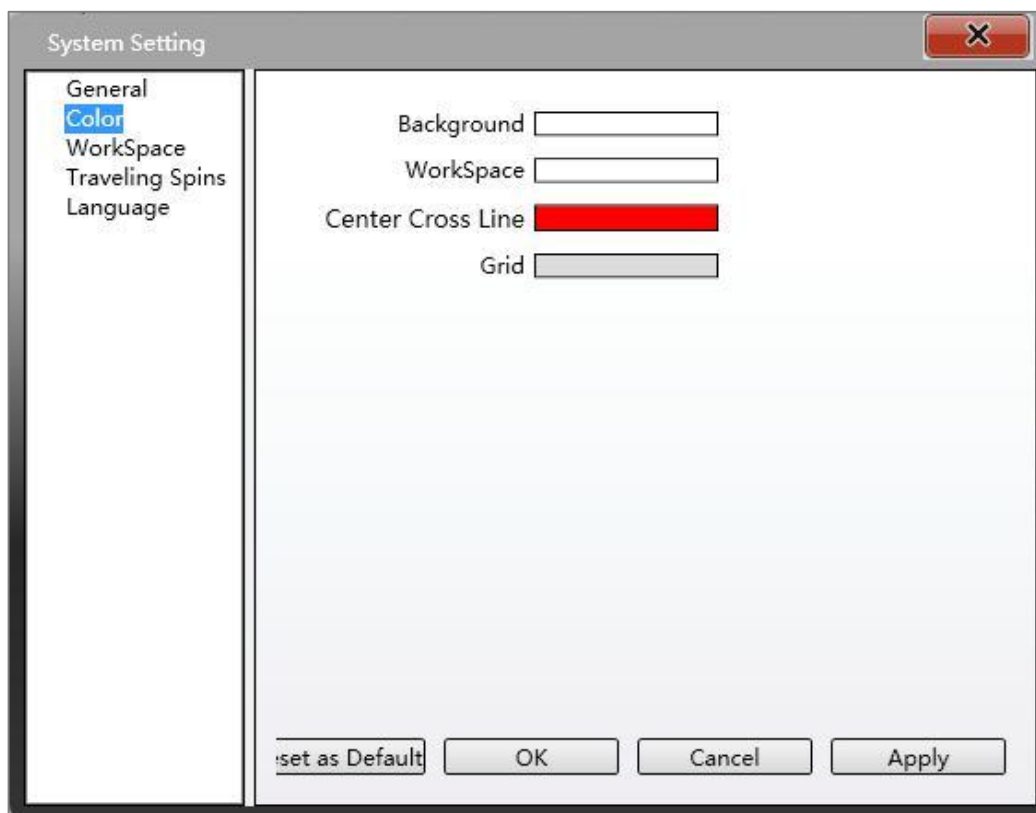 System Setting
General
Color
WorkSpace
Traveling Spins
Language
Background
WorkSpace
Center Cross Line
Grid
set as Default
OK
Cancel
Apply